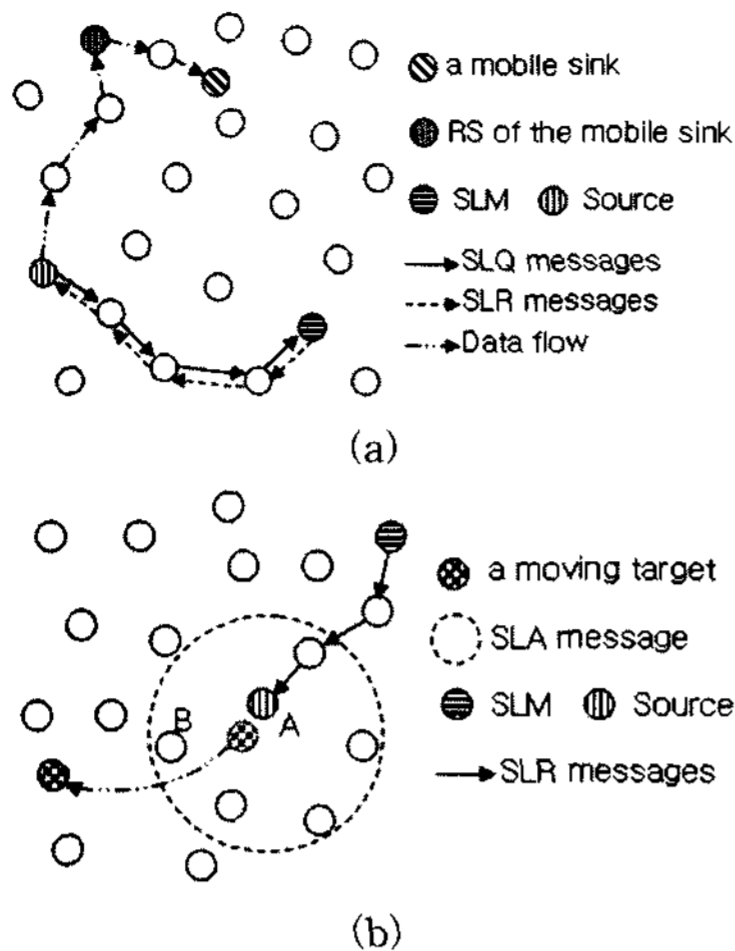 a mobile sink
RS of the mobile sink
SLM Source
SLQ messages
SLR messages
Data flow
(a)
a moving target
SLA message
SLM Source
SLR messages
B
A
(b)